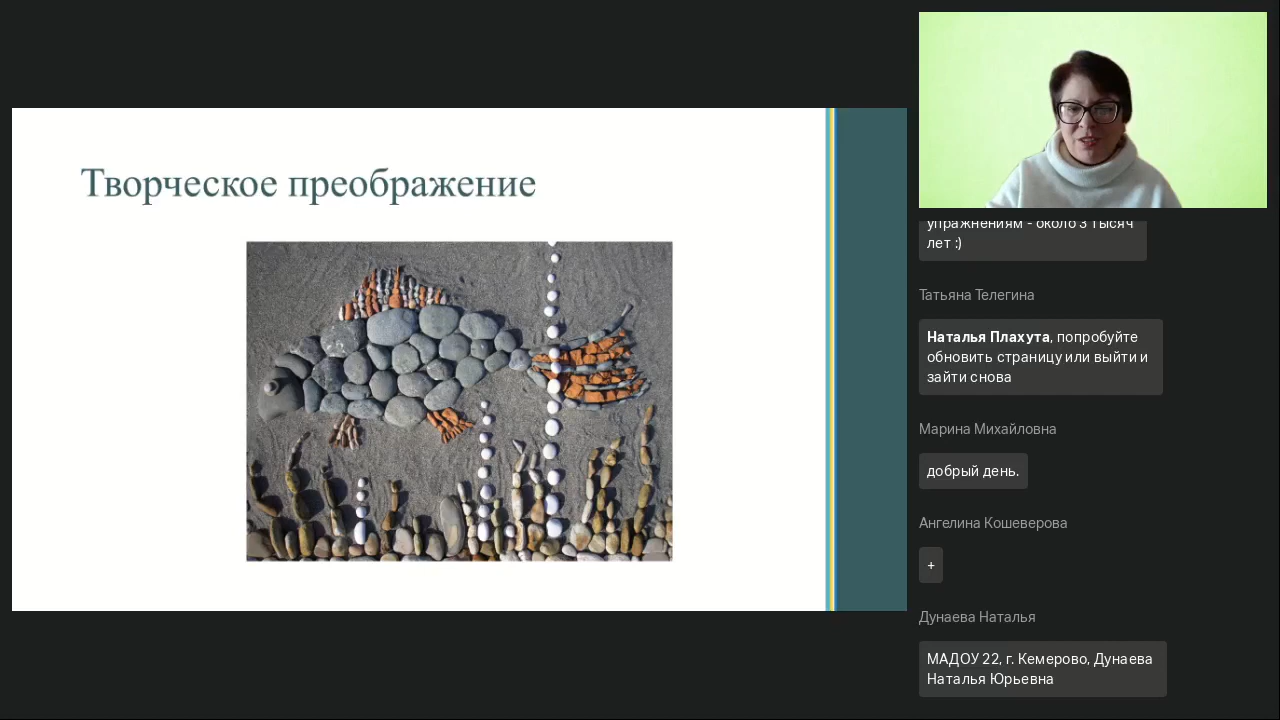 Творческое преображение
упражнениям - около 3 тысяч
лет :)
Татьяна Телегина
Наталья Плахута, попробуйте
обновить страницу или выйти и
зайти снова
Марина Михайловна
добрый день.
Ангелина Кошеверова
+
Дунаева Наталья
МАДОУ 22, г. Кемерово, Дунаева
Наталья Юрьевна